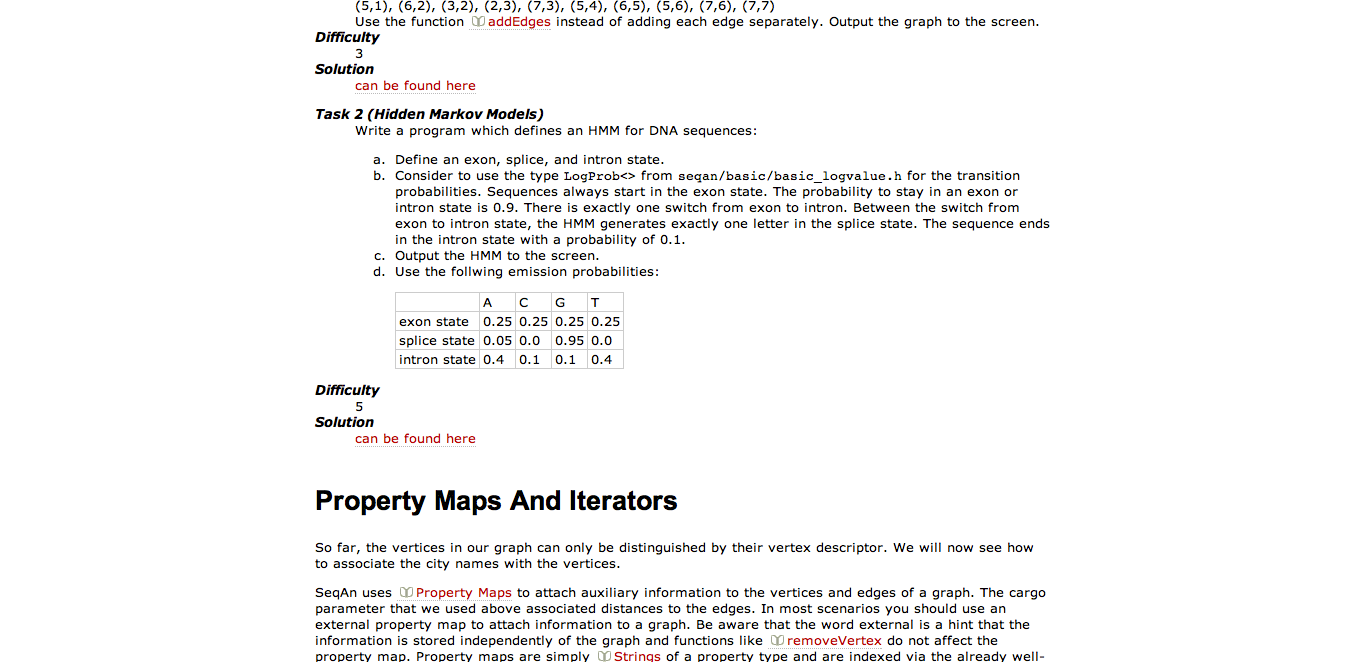 (5,1), (6,2), (3,2), (2,3), (7,3), (5,4), (6,5), (5,6), (7,6), (7,7)
Use the function addEdges instead of adding each edge separately. Output the graph to the screen.
Difficulty
3
Solution
can be found here
Task 2 (Hidden Markov Models)
Write a program which defines an HMM for DNA sequences:
a. Define an exon, splice, and intron state.
b. Consider to use the type LogProb<> from seqan/basic/basic_logvalue.h for the transition
probabilities. Sequences always start in the exon state. The probability to stay in an exon or
intron state is 0.9. There is exactly one switch from exon to intron. Between the switch from
exon to intron state, the HMM generates exactly one letter in the splice state. The sequence ends
in the intron state with a probability of 0.1.
c. Output the HMM to the screen.
d. Use the follwing emission probabilities:
A C G T
exon state 0.25 0.25 0.25 0.25
splice state 0.05 0.0 0.95 0.0
intron state 0.4 0.1 0.1 0.4
Difficulty
5
Solution
can be found here
Property Maps And Iterators
So far, the vertices in our graph can only be distinguished by their vertex descriptor. We will now see how
to associate the city names with the vertices.
SeqAn uses Property Maps to attach auxiliary information to the vertices and edges of a graph. The cargo
parameter that we used above associated distances to the edges. In most scenarios you should use an
external property map to attach information to a graph. Be aware that the word external is a hint that the
information is stored independently of the graph and functions like removeVertex do not affect the
property map. Property maps are simply Strings of a property type and are indexed via the already well-